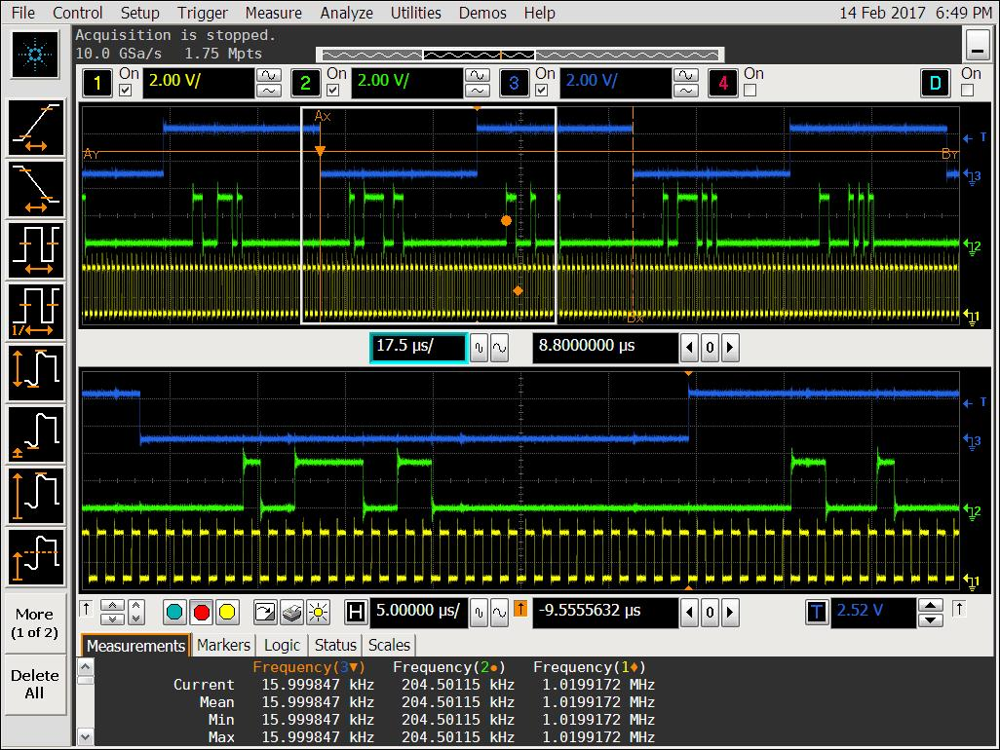 File Control Setup Trigger Measure Analyze Utilities Demos Help 14 Feb 2017 6:49 PM
Acquisition is stopped.
10.0 GSa/s 1.75 Mpts
1 On 2.00 V/ 2 On 2.00 V/ 3 On 2.00 V/ 4 On D On
Ax
T
AY BY
3
2
1/
Bx 1
17.5 µs/ 8.8000000 µs 0
T
3
2
1
More
(1 of 2)
H 5.00000 µs/ -9.5555632 µs 0 T 2.52 V
Measurements Markers Logic Status Scales
Delete
All
Frequency(3▼) Frequency(2●) Frequency(1♦)
Current 15.999847 kHz 204.50115 kHz 1.0199172 MHz
Mean 15.999847 kHz 204.50115 kHz 1.0199172 MHz
Min 15.999847 kHz 204.50115 kHz 1.0199172 MHz
Max 15.999847 kHz 204.50115 kHz 1.0199172 MHz